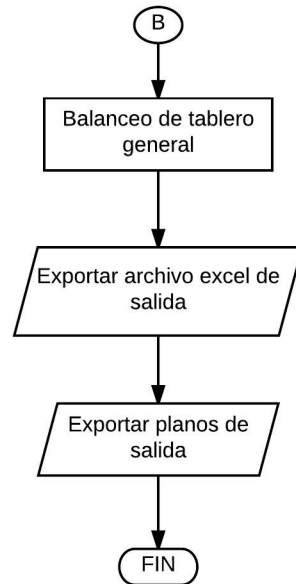 B
Balanceo de tablero
general
Exportar archivo excel de
salida
Exportar planos de
salida
FIN